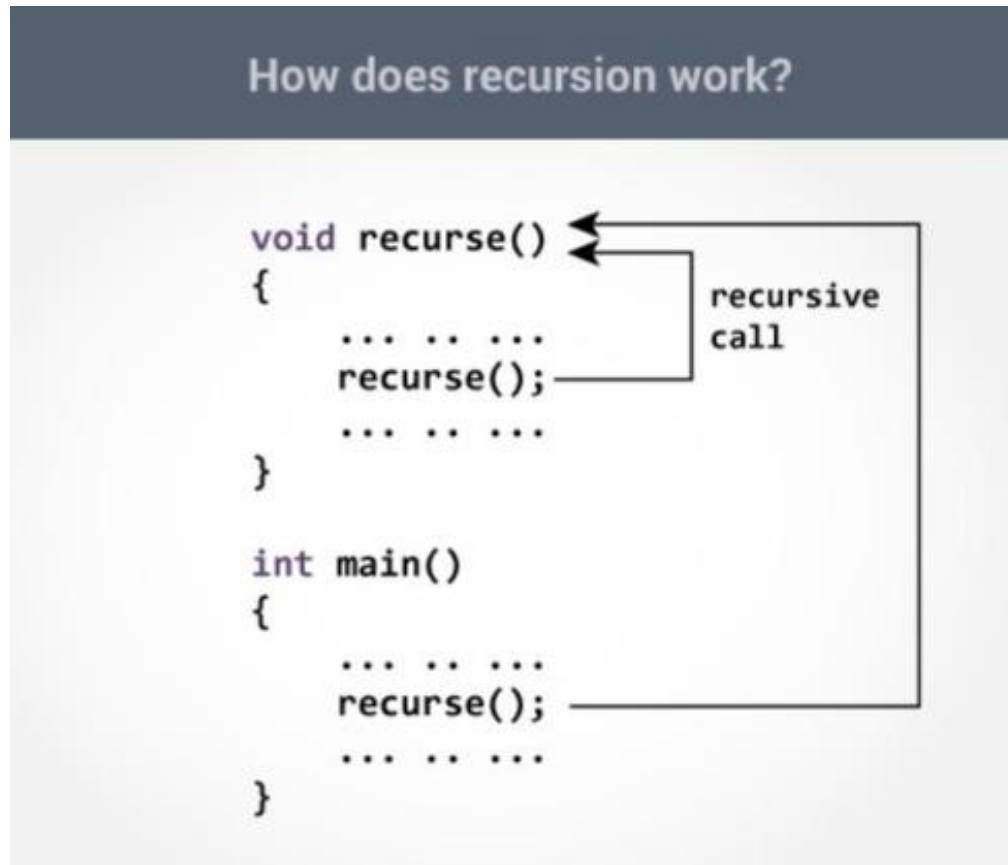 How does recursion work?
void recurse()
{
... .. ...
recurse();
... .. ...
}
recursive
call
int main()
{
... .. ...
recurse();
... .. ...
}